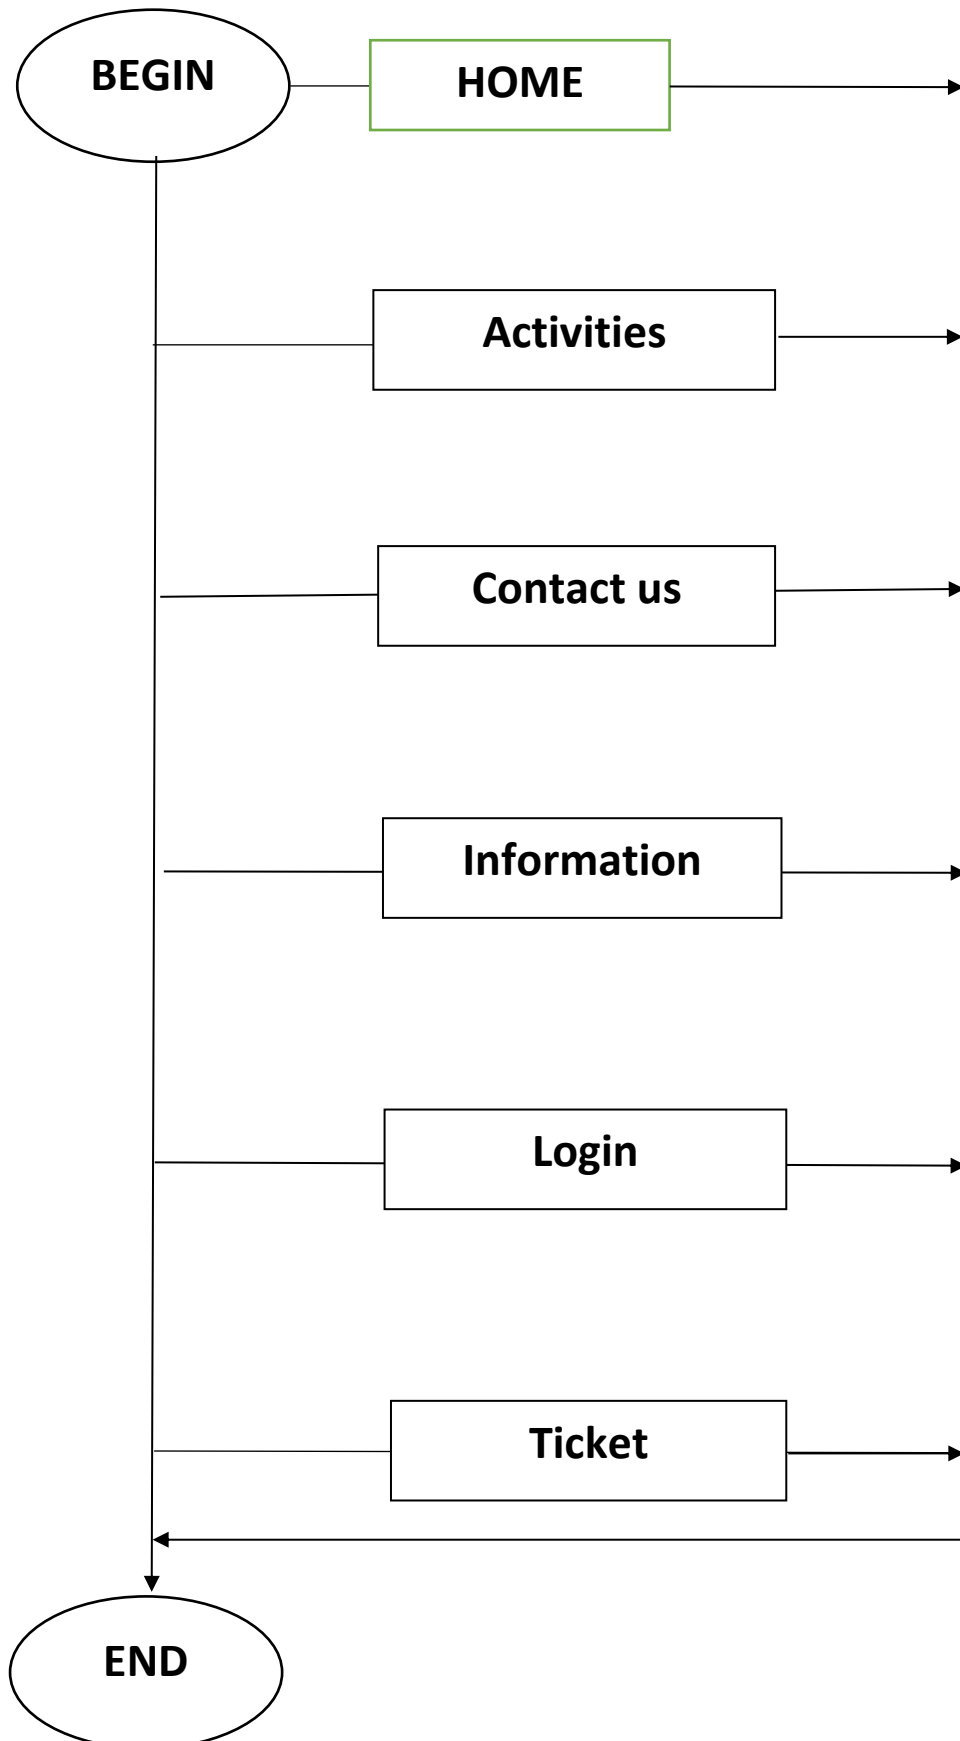 BEGIN
HOME
Activities
Contact us
Information
Login
Ticket
END